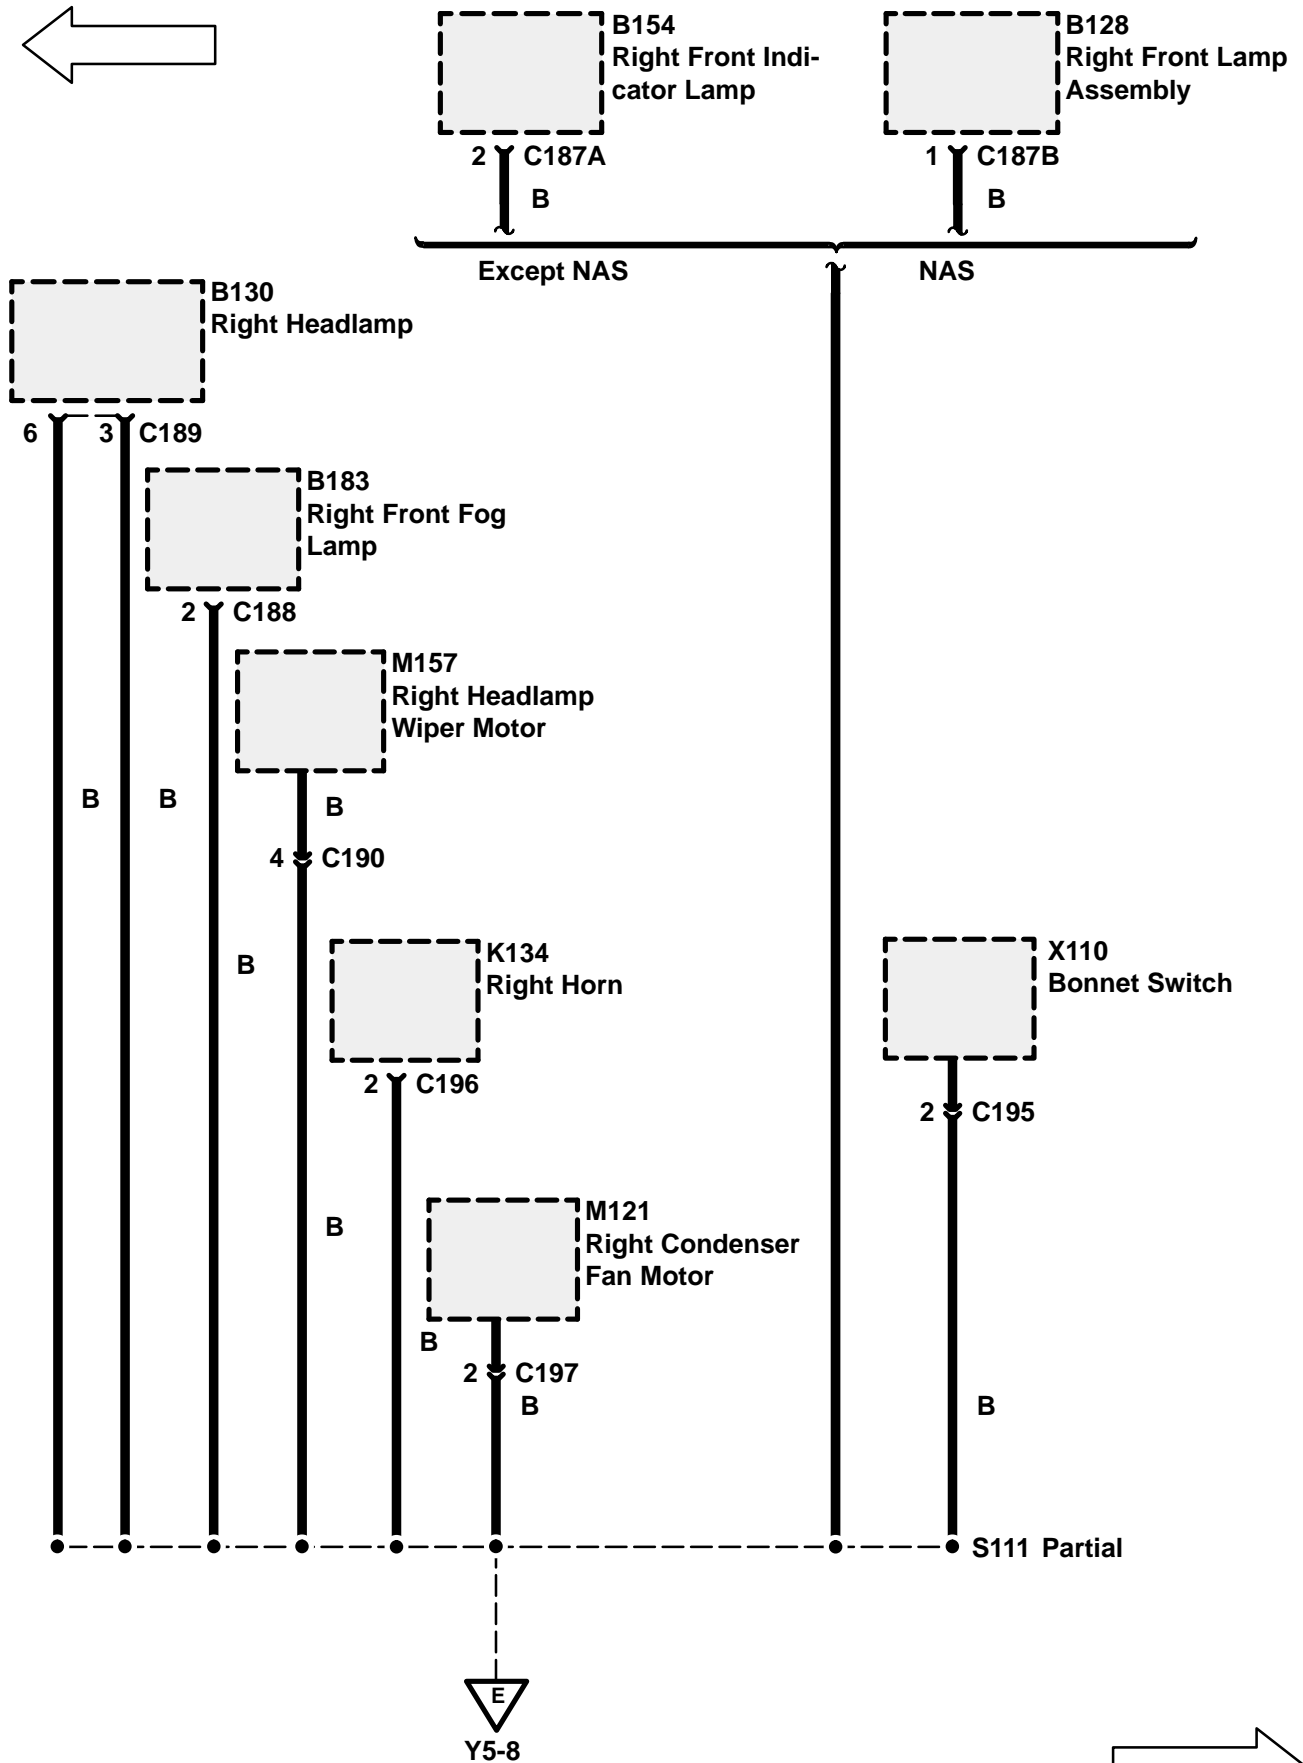 B154
Right Front Indi-
cator Lamp
B128
Right Front Lamp
Assembly
2 C187A
1 C187B
B
B
Except NAS
NAS
B130
Right Headlamp
6 3 C189
B183
Right Front Fog
Lamp
2 C188
M157
Right Headlamp
Wiper Motor
B
B
B
4 C190
K134
Right Horn
X110
Bonnet Switch
B
2 C196
2 C195
M121
Right Condenser
Fan Motor
B
B
2 C197
B
B
S111 Partial
E
Y5-8